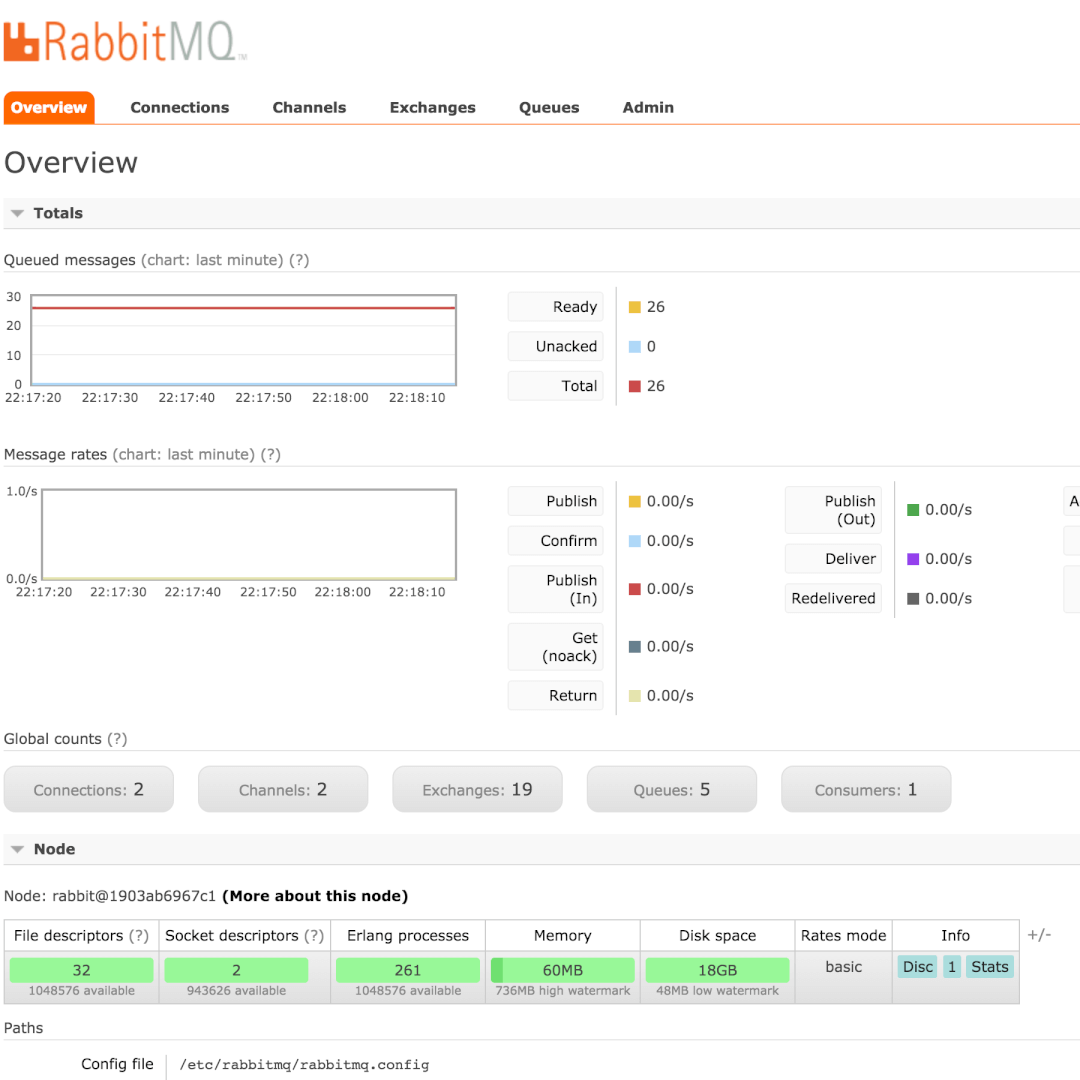 RabbitMQ™
Overview Connections Channels Exchanges Queues Admin
Overview
Totals
Queued messages (chart: last minute) (?)
30
20
10
0
22:17:20 22:17:30 22:17:40 22:17:50 22:18:00 22:18:10
Ready 26
Unacked 0
Total 26
Message rates (chart: last minute) (?)
1.0/s
0.0/s
22:17:20 22:17:30 22:17:40 22:17:50 22:18:00 22:18:10
Publish 0.00/s
Confirm 0.00/s
Publish
(In) 0.00/s
Get
(noack) 0.00/s
Return 0.00/s
Publish
(Out) 0.00/s
Deliver 0.00/s
Redelivered 0.00/s
A
Global counts (?)
Connections: 2 Channels: 2 Exchanges: 19 Queues: 5 Consumers: 1
Node
Node: rabbit@1903ab6967c1 (More about this node)
File descriptors (?) Socket descriptors (?) Erlang processes Memory Disk space Rates mode Info +/-
32 2 261 60MB 18GB basic Disc 1 Stats
1048576 available 943626 available 1048576 available 736MB high watermark 48MB low watermark
Paths
Config file /etc/rabbitmq/rabbitmq.config